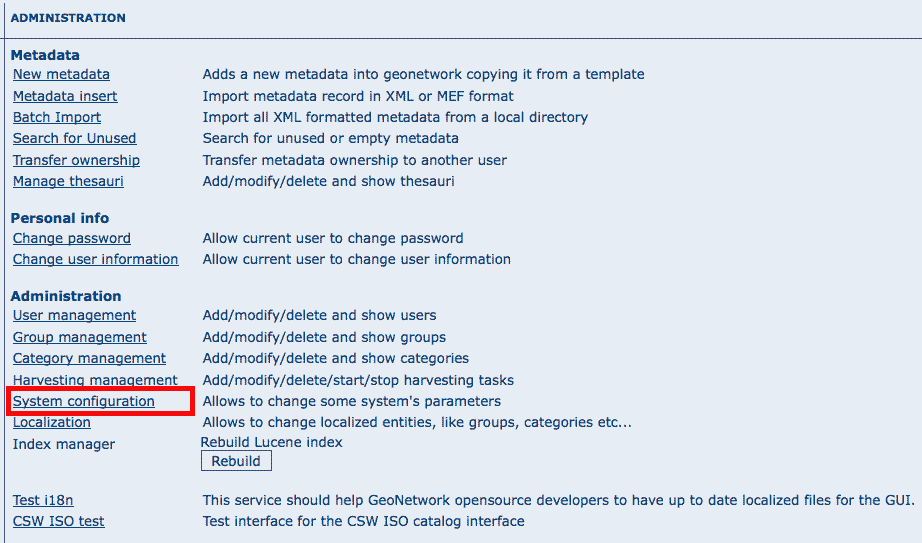 ADMINISTRATION
Metadata
New metadata Adds a new metadata into geonetwork copying it from a template
Metadata insert Import metadata record in XML or MEF format
Batch Import Import all XML formatted metadata from a local directory
Search for Unused Search for unused or empty metadata
Transfer ownership Transfer metadata ownership to another user
Manage thesauri Add/modify/delete and show thesauri
Personal info
Change password Allow current user to change password
Change user information Allow current user to change user information
Administration
User management Add/modify/delete and show users
Group management Add/modify/delete and show groups
Category management Add/modify/delete and show categories
Harvesting management Add/modify/delete/start/stop harvesting tasks
System configuration Allows to change some system's parameters
Localization Allows to change localized entities, like groups, categories etc...
Index manager Rebuild Lucene index
Rebuild
Test i18n This service should help GeoNetwork opensource developers to have up to date localized files for the GUI.
CSW ISO test Test interface for the CSW ISO catalog interface